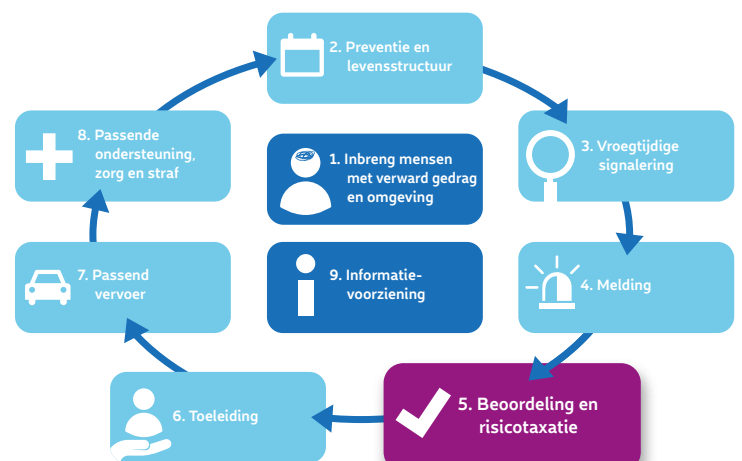 2. Preventie en
levensstructuur
8. Passende
ondersteuning,
zorg en straf
1. Inbreng mensen
met verward gedrag
en omgeving
3. Vroegtijdige
signalering
7. Passend
vervoer
9. Informatie-
voorziening
4. Melding
6. Toeleiding
5. Beoordeling en
risicotaxatie